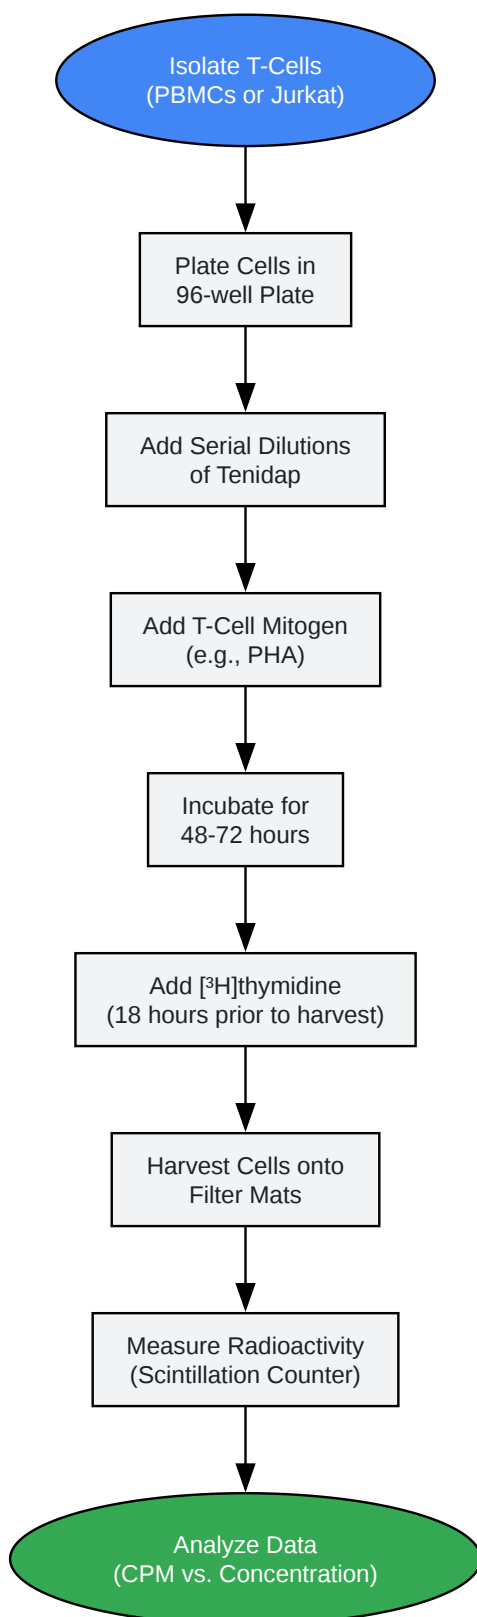 Isolate T-Cells
(PBMCs or Jurkat)
Plate Cells in
96-well Plate
Add Serial Dilutions
of Tenidap
Add T-Cell Mitogen
(e.g., PHA)
Incubate for
48-72 hours
Add [³H]thymidine
(18 hours prior to harvest)
Harvest Cells onto
Filter Mats
Measure Radioactivity
(Scintillation Counter)
Analyze Data
(CPM vs. Concentration)